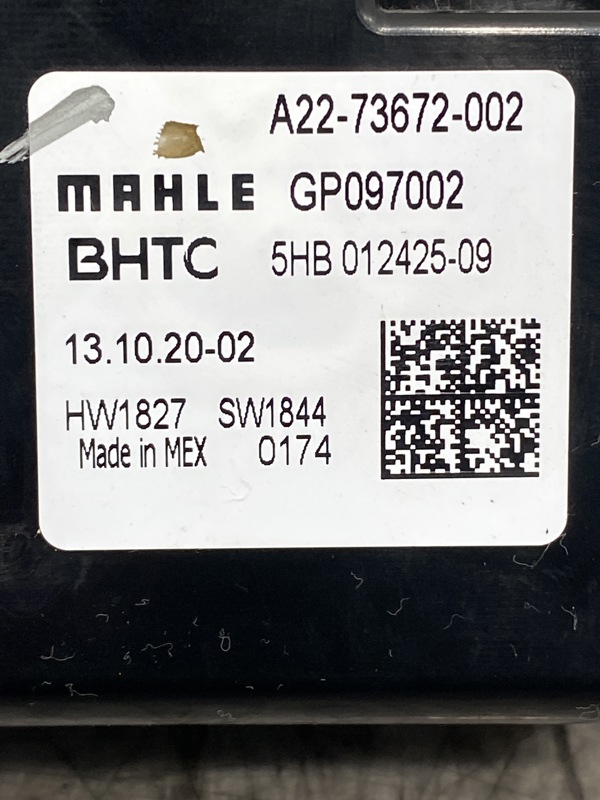 A22-73672-002
MAHLE GP097002
BHTC 5HB 012425-09
13.10.20-02
HW1827 SW1844
Made in MEX 0174